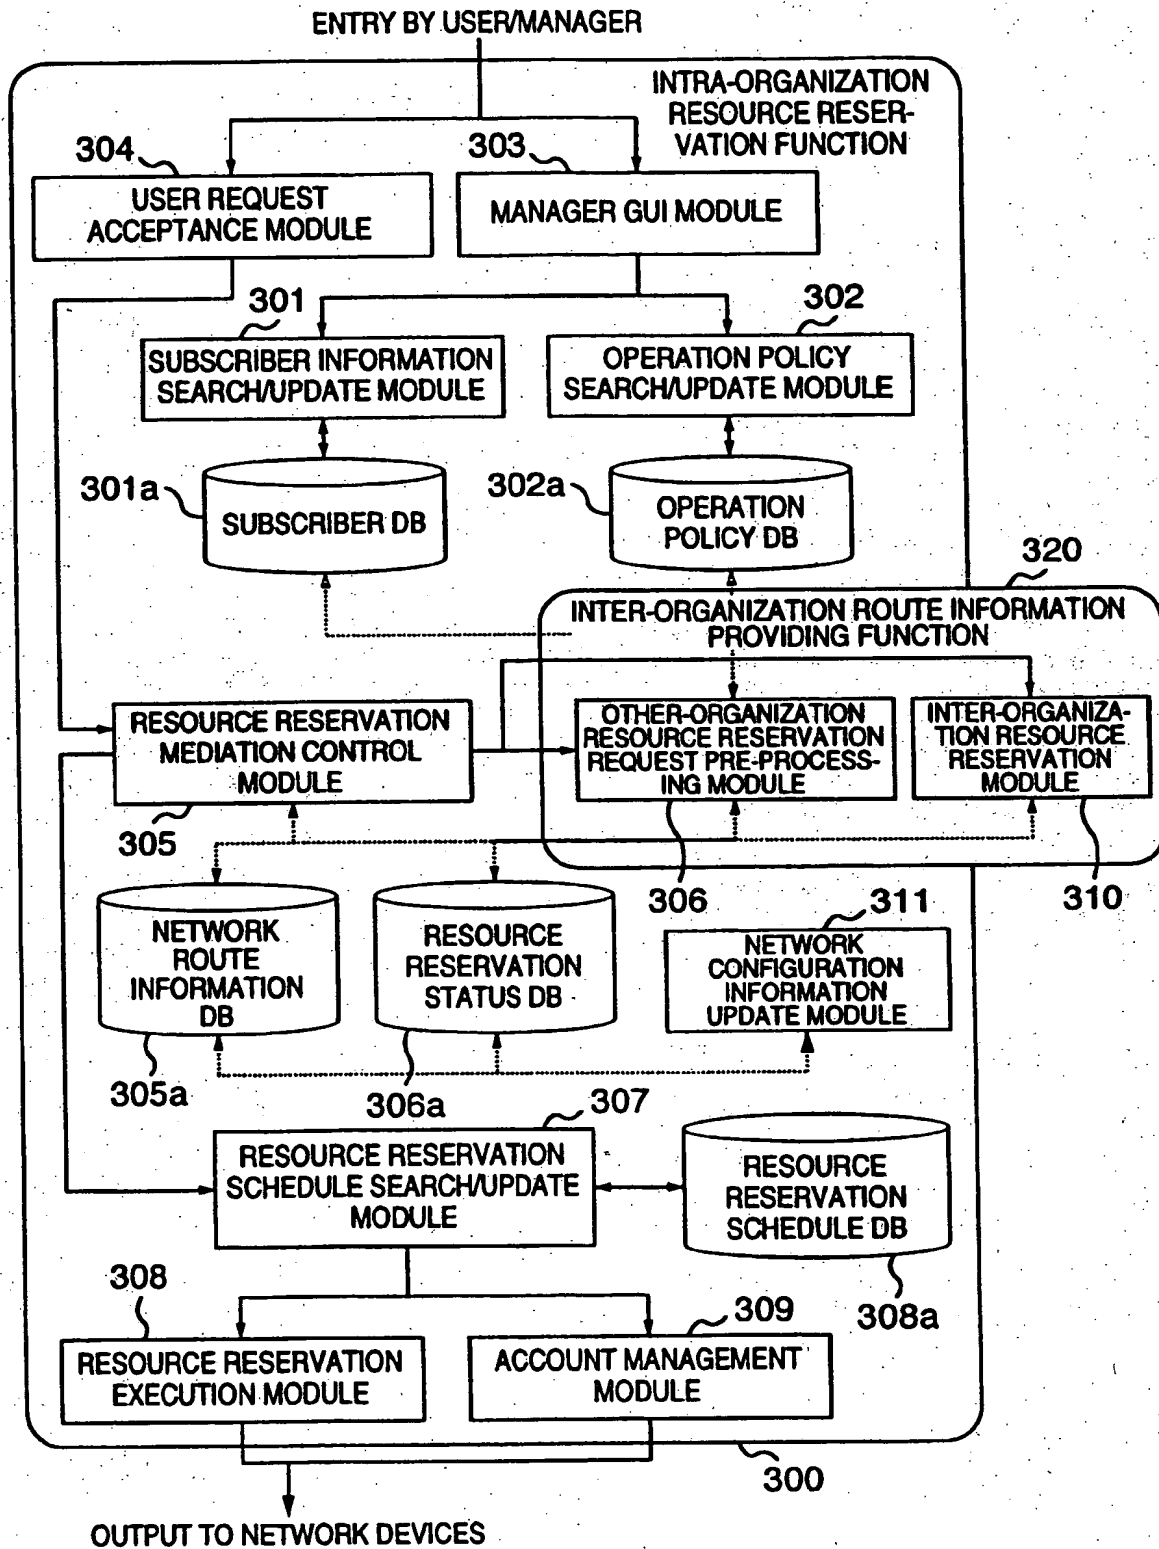 ENTRY BY USER/MANAGER
INTRA-ORGANIZATION
RESOURCE RESER-
VATION FUNCTION
304
303
USER REQUEST
ACCEPTANCE MODULE
MANAGER GUI MODULE
301
302
SUBSCRIBER INFORMATION
SEARCH/UPDATE MODULE
OPERATION POLICY
SEARCH/UPDATE MODULE
301a
302a
SUBSCRIBER DB
OPERATION
POLICY DB
320
INTER-ORGANIZATION ROUTE INFORMATION
PROVIDING FUNCTION
RESOURCE RESERVATION
MEDIATION CONTROL
MODULE
OTHER-ORGANIZATION
RESOURCE RESERVATION
REQUEST PRE-PROCESS-
ING MODULE
INTER-ORGANIZA-
TION RESOURCE
RESERVATION
MODULE
305
306
310
311
NETWORK
ROUTE
INFORMATION
DB
RESOURCE
RESERVATION
STATUS DB
NETWORK
CONFIGURATION
INFORMATION
UPDATE MODULE
305a
306a
307
RESOURCE RESERVATION
SCHEDULE SEARCH/UPDATE
MODULE
RESOURCE
RESERVATION
SCHEDULE DB
308
309
308a
RESOURCE RESERVATION
EXECUTION MODULE
ACCOUNT MANAGEMENT
MODULE
300
OUTPUT TO NETWORK DEVICES